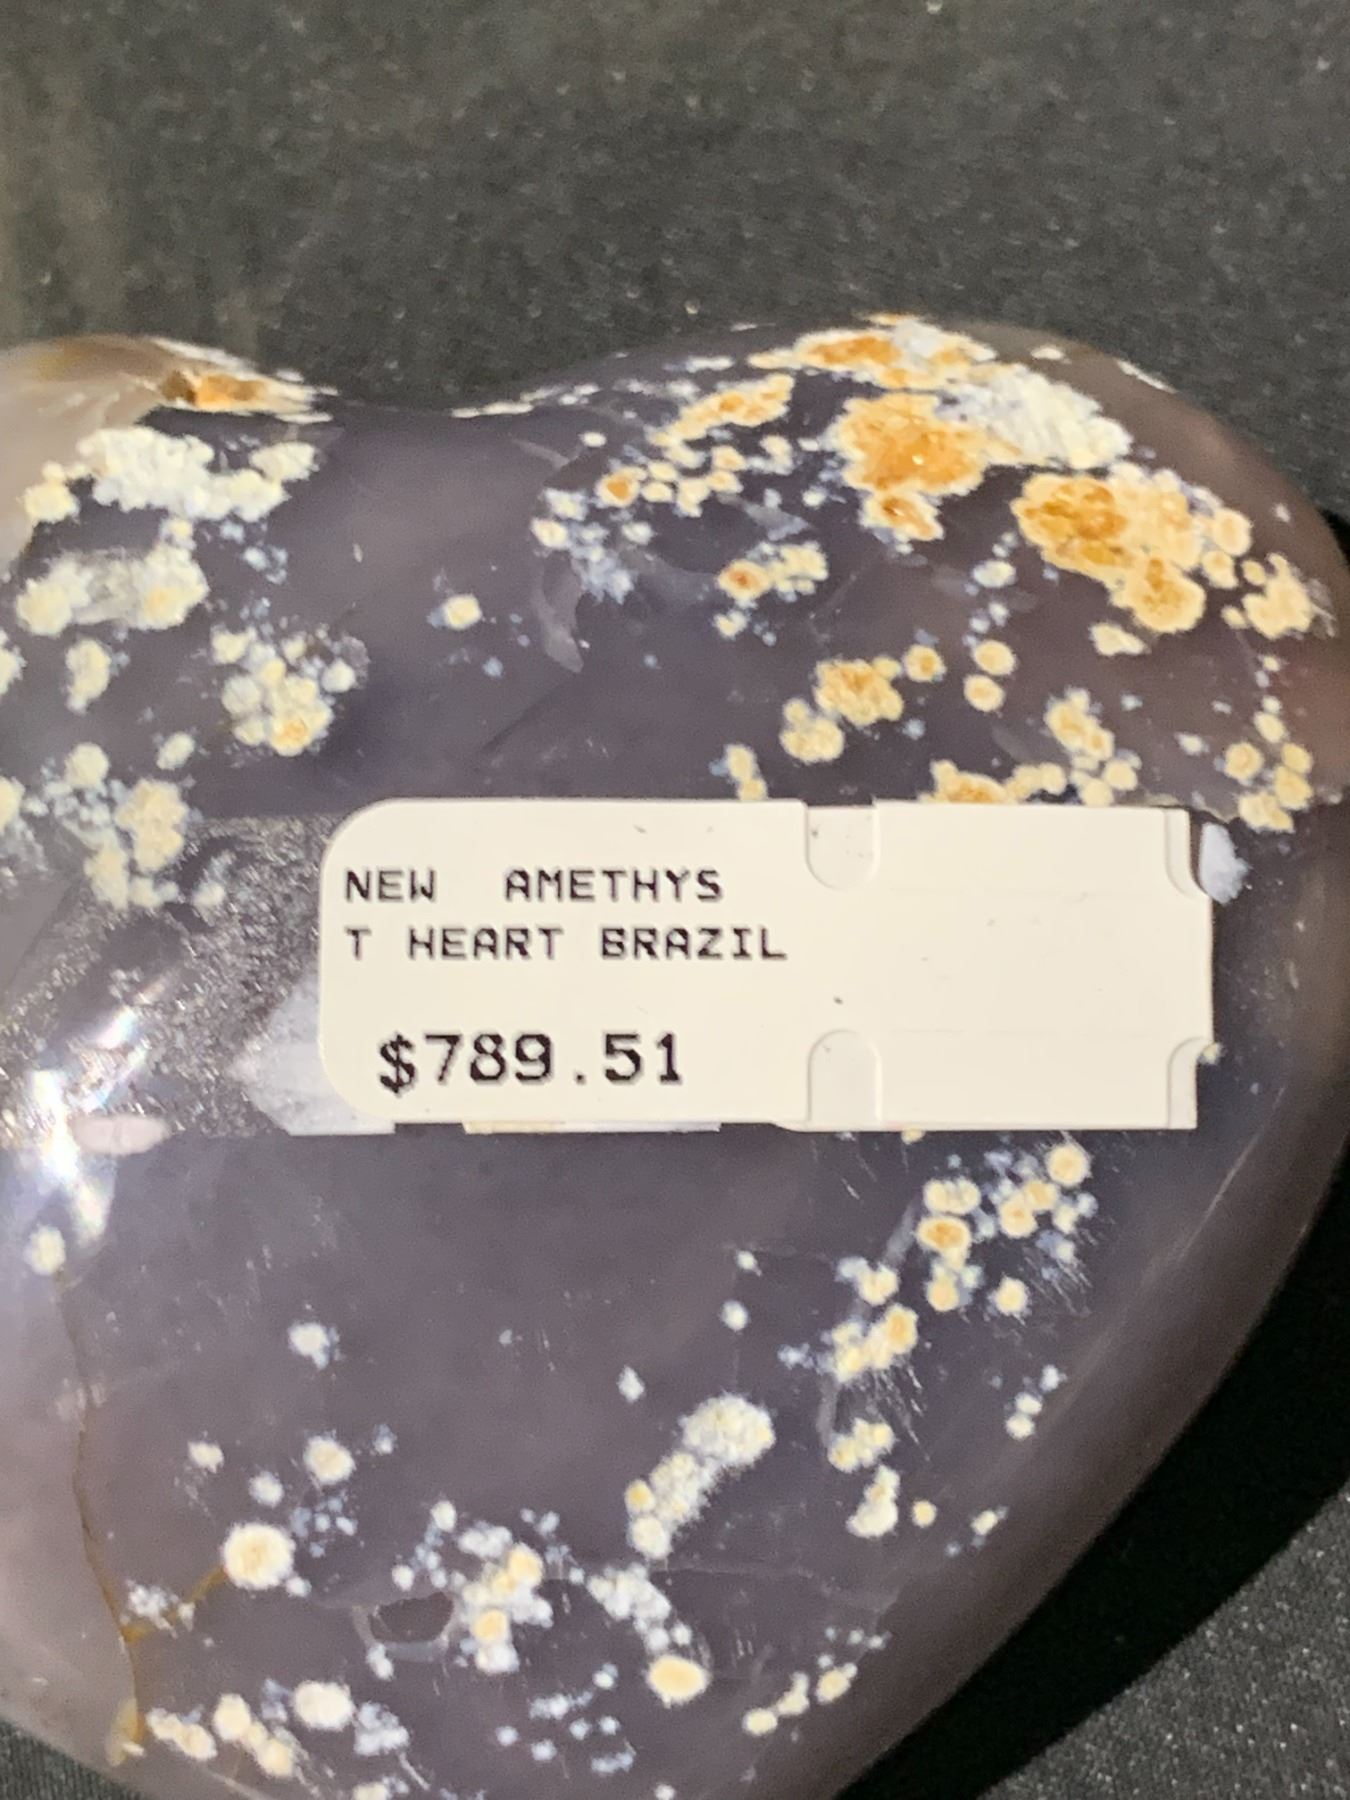 NEW AMETHYS
T HEART BRAZIL
$789.51